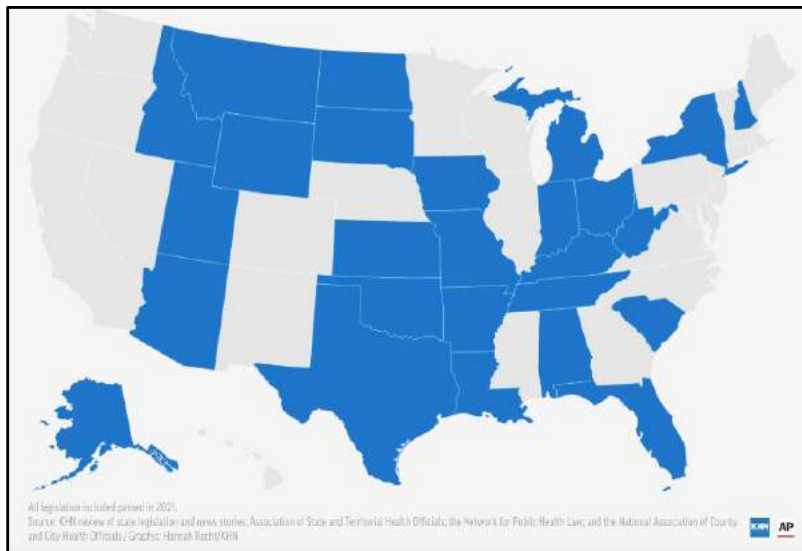 All legislation included passed in 2021.
Source: KHN review of state legislation and news stories; Association of State and Territorial Health Officials; the Network for Public Health Law; and the National Association of County
and City Health Officials / Graphic: Hannah Recht/KHN
KHN AP